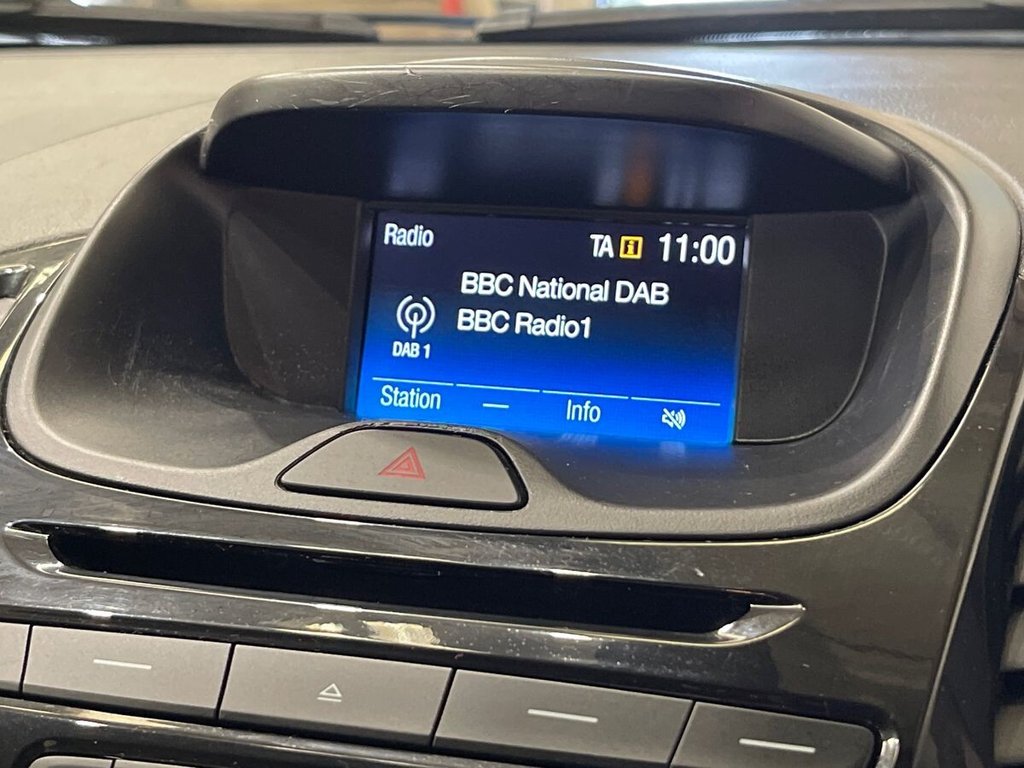 Radio TA i 11:00
BBC National DAB
BBC Radio1
DAB 1
Station Info